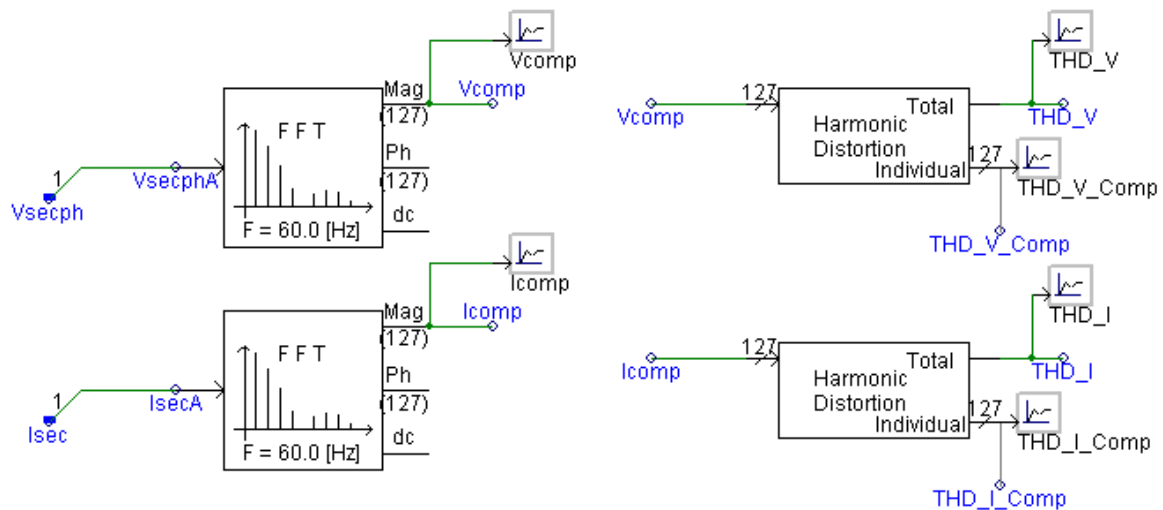 Vcomp
Mag
Vcomp
(127)
F F T
Ph
1
VsecphA
(127)
Vsecph
dc
F = 60.0 [Hz]
Icomp
Mag
Icomp
(127)
F F T
Ph
1
IsecA
(127)
Isec
dc
F = 60.0 [Hz]
THD_V
127
Total
Vcomp
THD_V
Harmonic
Distortion
127
Individual
THD_V_Comp
THD_V_Comp
THD_I
127
Total
Icomp
THD_I
Harmonic
Distortion
127
Individual
THD_I_Comp
THD_I_Comp